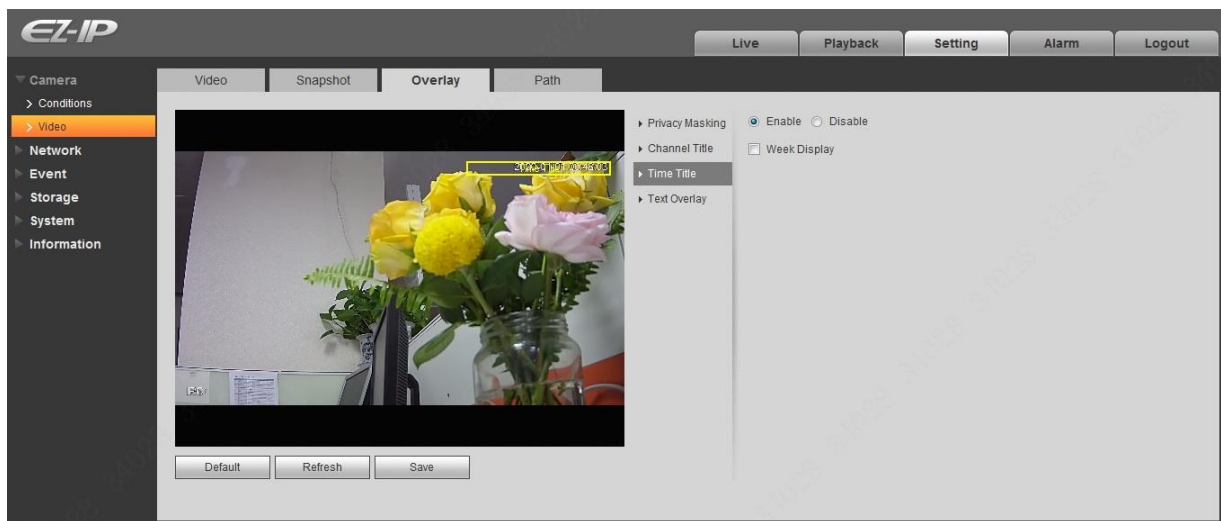 EZ-IP
Live Playback Setting Alarm Logout
Camera
Conditions
Video
Network
Event
Storage
System
Information
Video Snapshot Overlay Path
Privacy Masking
Channel Title
Time Title
Text Overlay
Enable Disable
Week Display
Default Refresh Save